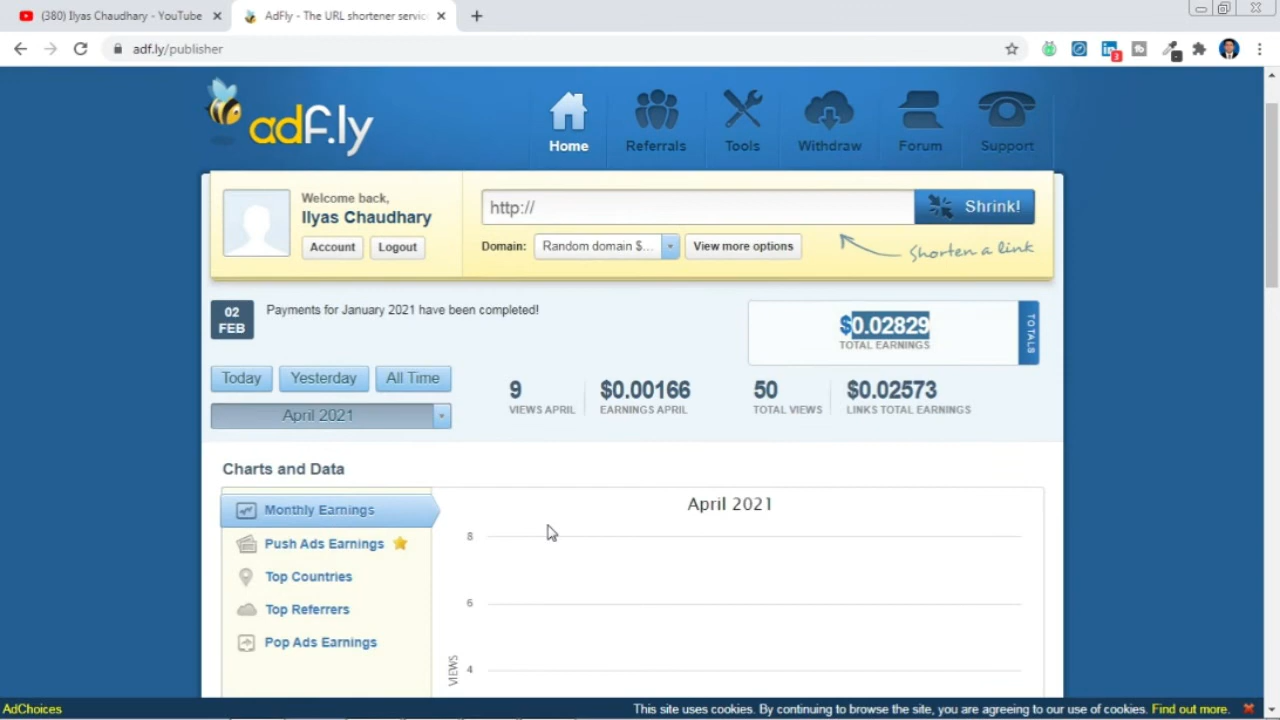 (380) Ilyas Chaudhary - YouTube
AdFly - The URL shortener servic
adf.ly/publisher
3
adf.ly
Home
Referrals
Tools
Withdraw
Forum
Support
Welcome back,
Ilyas Chaudhary
Account
Logout
http://
Shrink!
Domain:
Random domain $...
View more options
Shorten a link
02
FEB
Payments for January 2021 have been completed!
$0.02829
TOTAL EARNINGS
TOTALS
Today
Yesterday
All Time
April 2021
9
VIEWS APRIL
$0.00166
EARNINGS APRIL
50
TOTAL VIEWS
$0.02573
LINKS TOTAL EARNINGS
Charts and Data
Monthly Earnings
Push Ads Earnings
Top Countries
Top Referrers
Pop Ads Earnings
April 2021
8
6
4
VIEWS
AdChoices
This site uses cookies. By continuing to browse the site, you are agreeing to our use of cookies. Find out more.